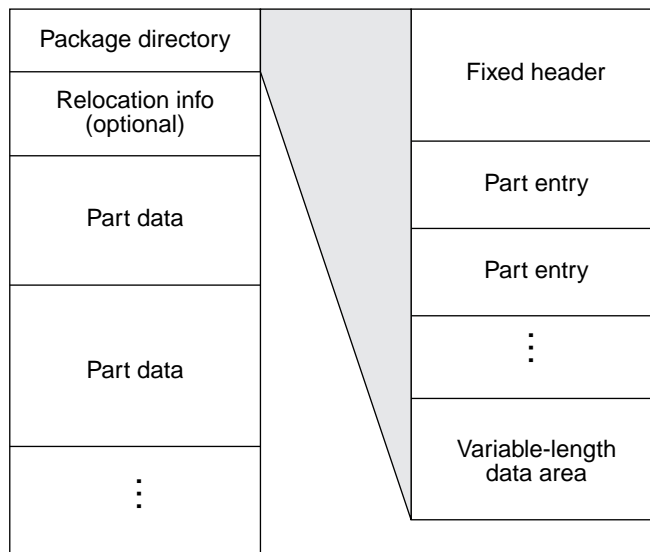 Package directory
Relocation info
(optional)
Part data
Part data
⋮
Fixed header
Part entry
Part entry
⋮
Variable-length
data area